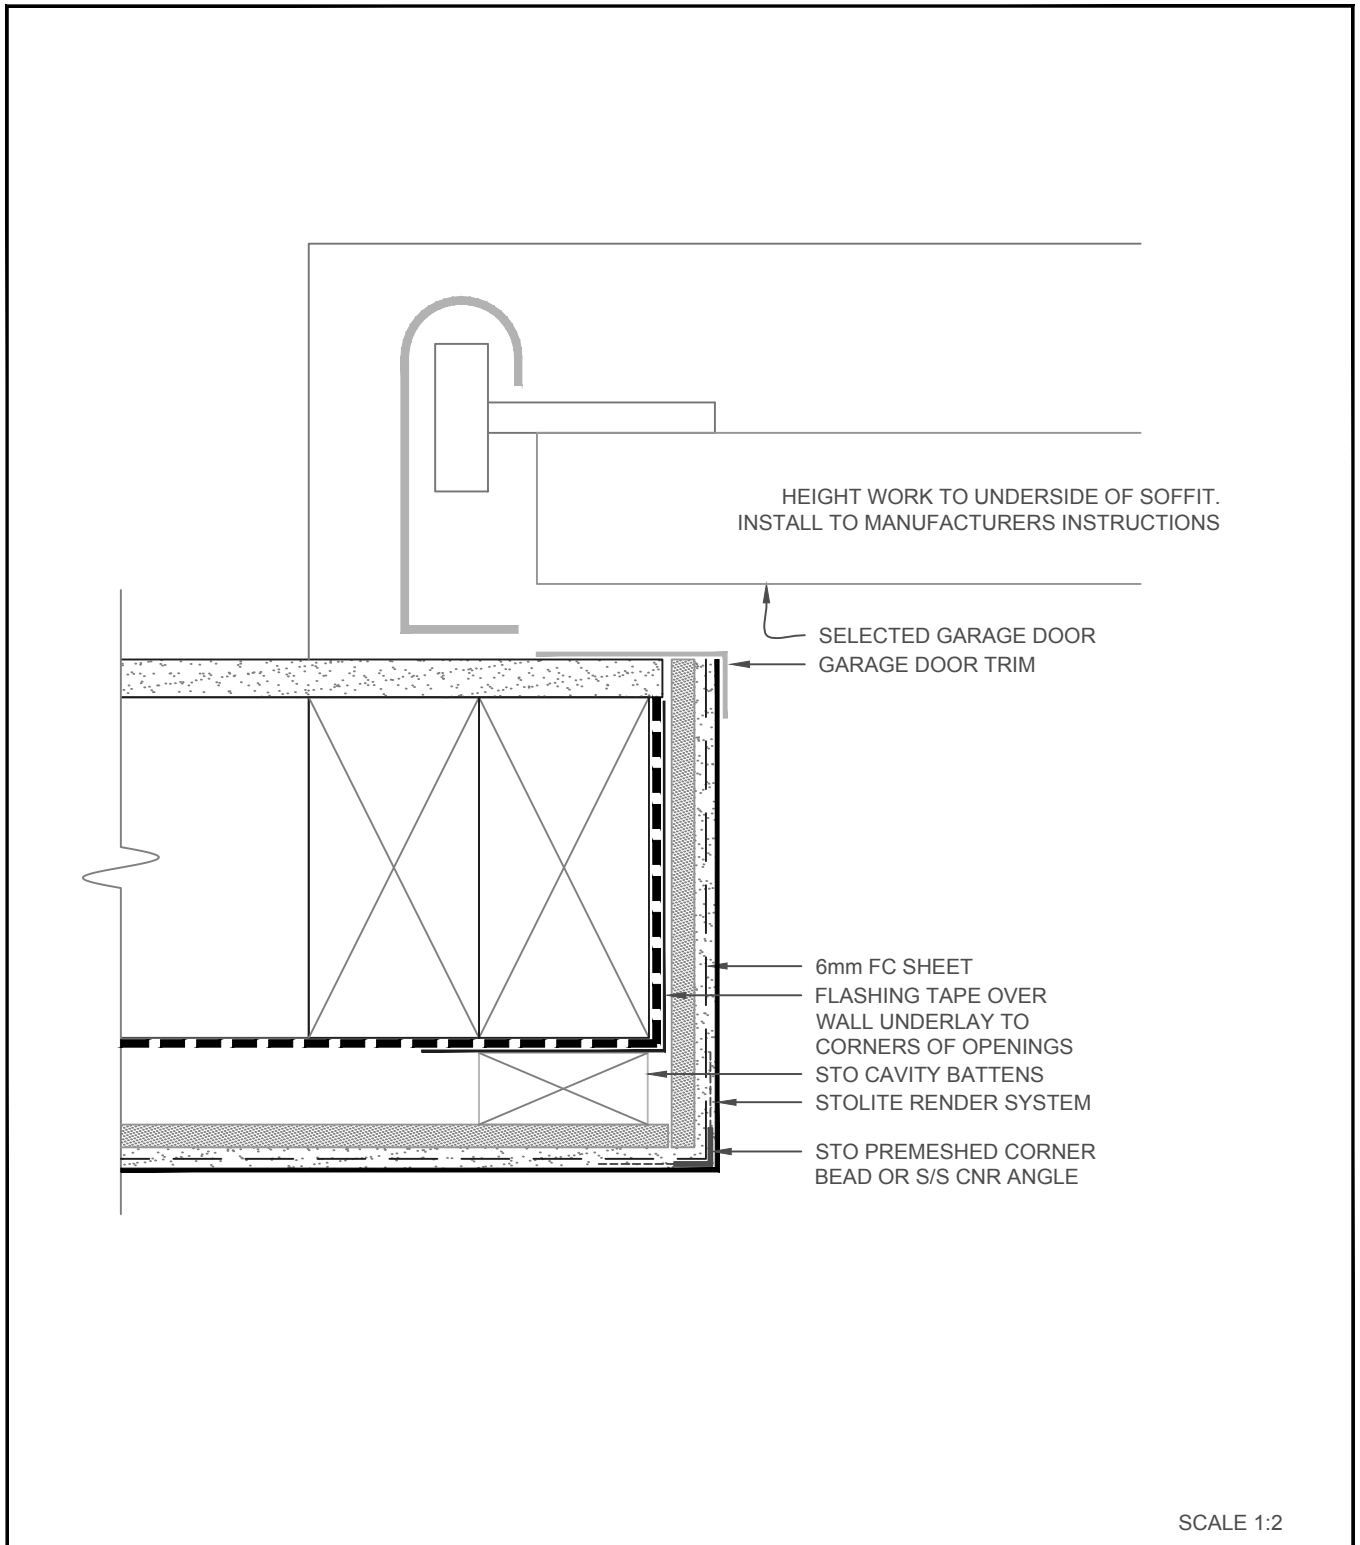 HEIGHT WORK TO UNDERSIDE OF SOFFIT.
INSTALL TO MANUFACTURERS INSTRUCTIONS
SELECTED GARAGE DOOR
GARAGE DOOR TRIM
6mm FC SHEET
FLASHING TAPE OVER
WALL UNDERLAY TO
CORNERS OF OPENINGS
STO CAVITY BATTENS
STOLITE RENDER SYSTEM
STO PREMESHED CORNER
BEAD OR S/S CNR ANGLE
SCALE 1:2